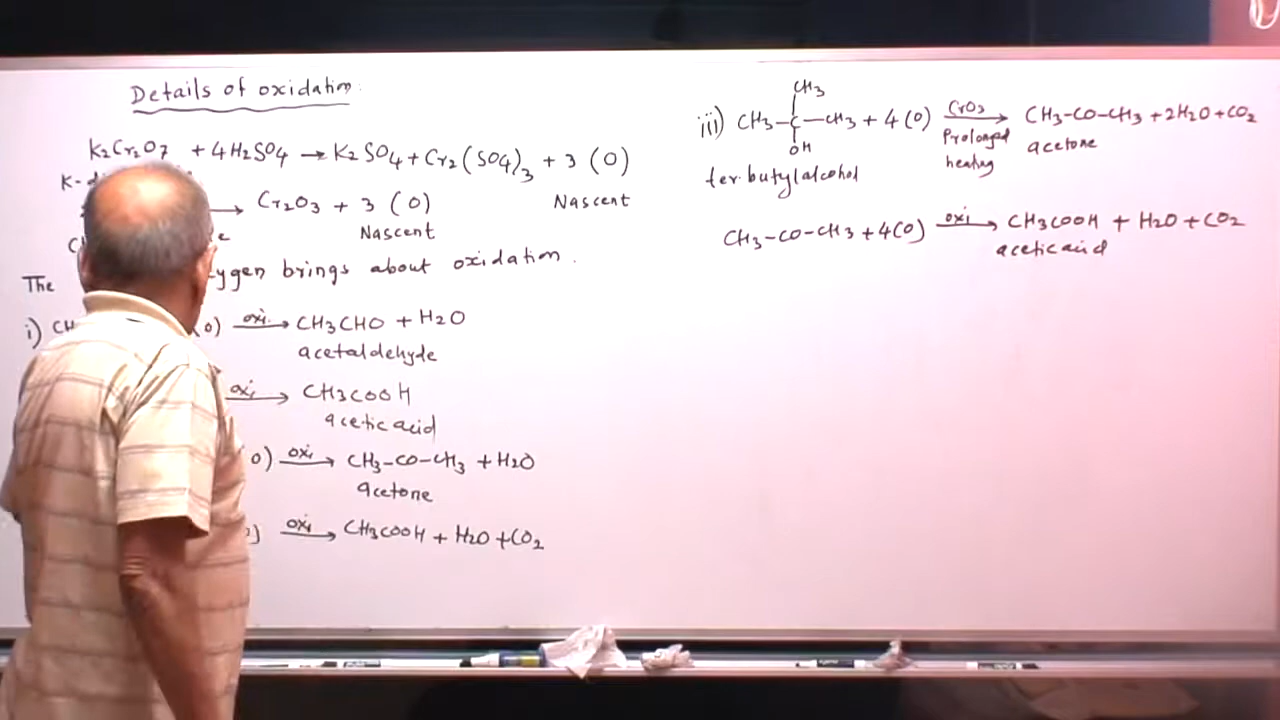 Details of oxidation:
K2Cr2O7 + 4H2SO4 → K2SO4 + Cr2(SO4)3 + 3 (O)
Nascent
→ Cr2O3 + 3 (O)
Nascent
The brings about oxidation.
i) (O) oxi → CH3CHO + H2O
acetaldehyde
oxi → CH3COOH
acetic acid
O) oxi → CH3-CO-CH3 + H2O
acetone
oxi → CH3COOH + H2O + CO2
CH3
iii) CH3-C-CH3 + 4(O) CrO3 → CH3-CO-CH3 + 2H2O + CO2
OH Prolonged heating acetone
ter.butylalcohol
CH3-CO-CH3 + 4(O) oxi → CH3COOH + H2O + CO2
acetic acid